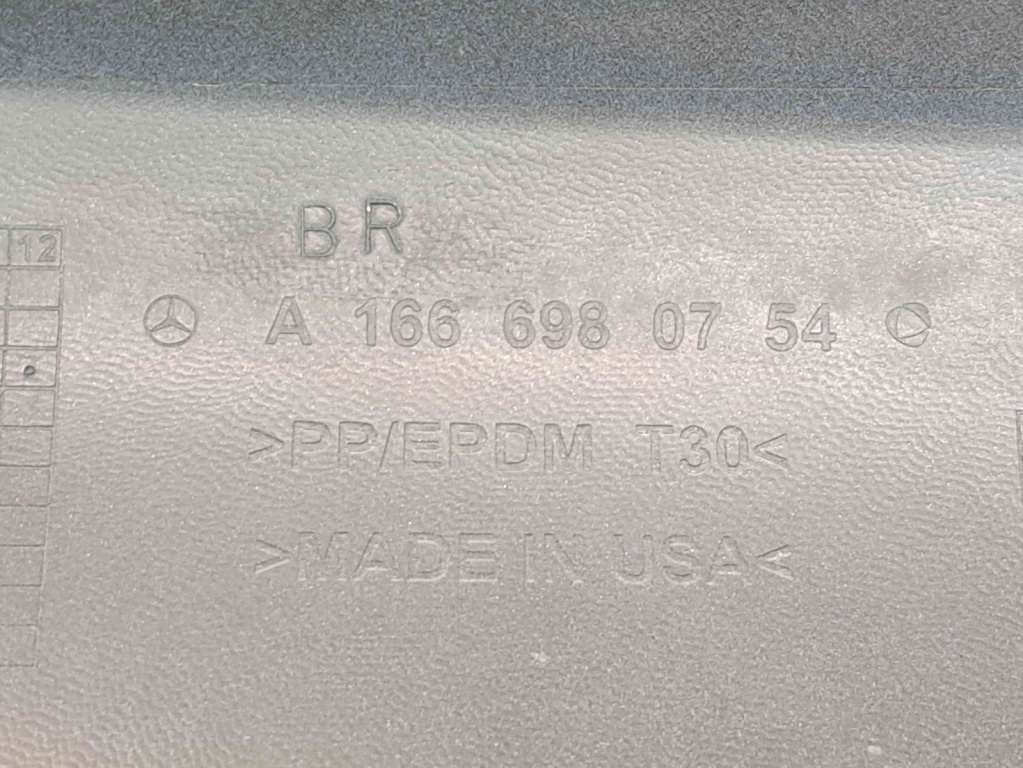 BR
12
A 166 698 07 54
>PP/EPDM T30<
>MADE IN USA<